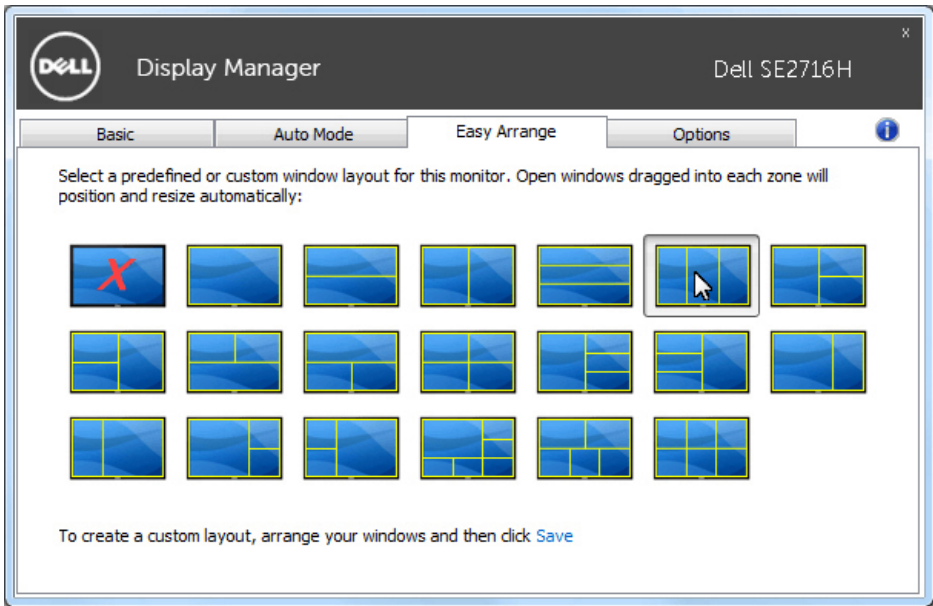 DELL
Display Manager
Dell SE2716H
x
Basic
Auto Mode
Easy Arrange
Options
i
Select a predefined or custom window layout for this monitor. Open windows dragged into each zone will
position and resize automatically:
X
To create a custom layout, arrange your windows and then click Save